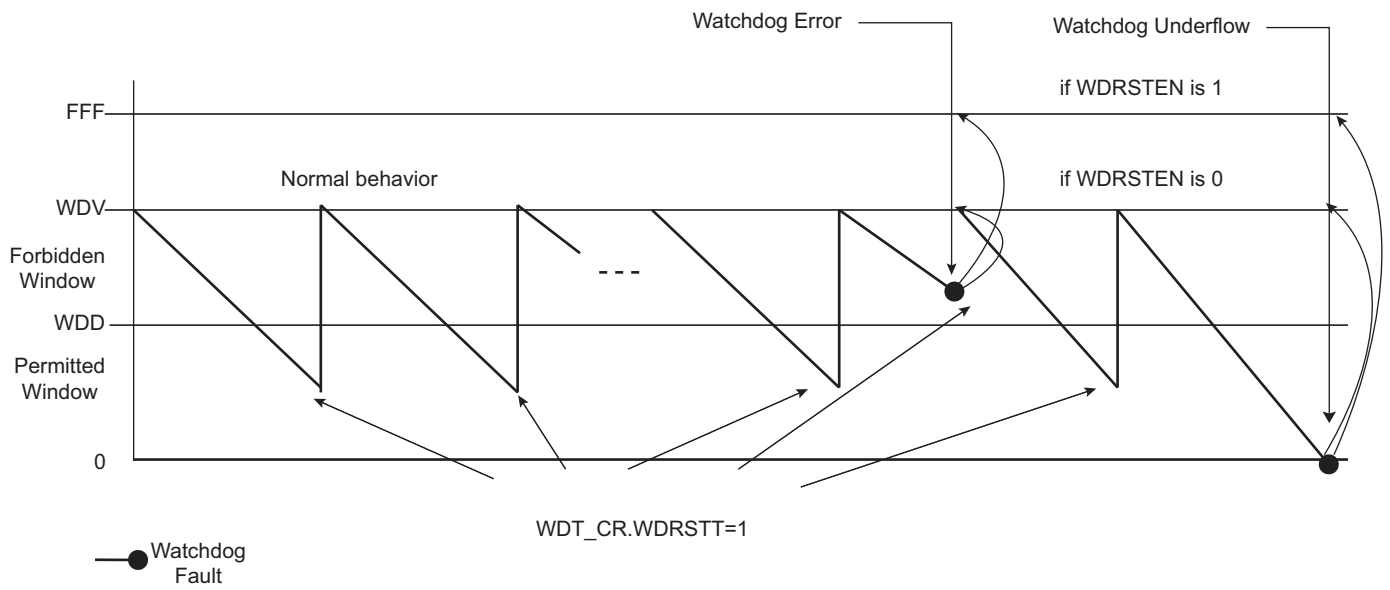 Watchdog Error
Watchdog Underflow
if WDRSTEN is 1
FFF
Normal behavior
if WDRSTEN is 0
WDV
Forbidden
Window
WDD
Permitted
Window
0
WDT_CR.WDRSTT=1
Watchdog
Fault